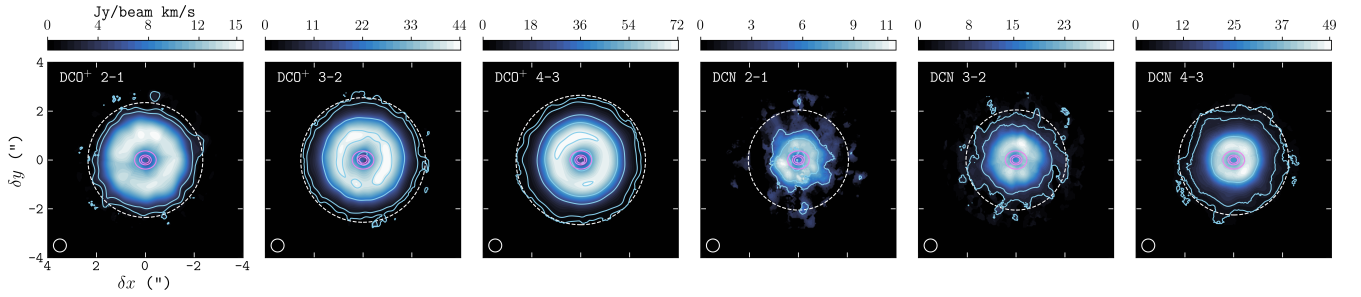 Jy/beam km/s
0 4 8 12 15
0 11 22 33 44
0 18 36 54 72
0 3 6 9 11
0 7 15 23
0 12 25 37 49
DCO⁺ 2-1
DCO⁺ 3-2
DCO⁺ 4-3
DCN 2-1
DCN 3-2
DCN 4-3
4
2
0
-2
-4
δy (")
4 2 0 -2 -4
δx (")